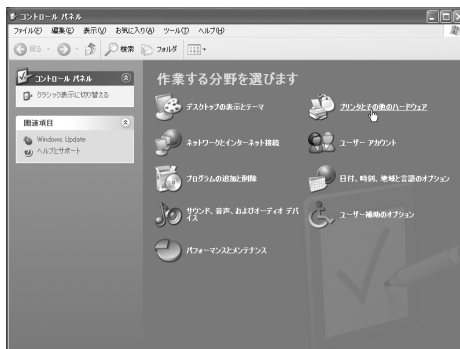 コントロール パネル
ファイル(F) 編集(E) 表示(V) お気に入り(A) ツール(T) ヘルプ(H)
戻る 検索 フォルダ
コントロール パネル
クラシック表示に切り替える
関連項目
Windows Update
ヘルプとサポート
作業する分野を選びます
デスクトップの表示とテーマ
プリンタとその他のハードウェア
ネットワークとインターネット接続
ユーザー アカウント
プログラムの追加と削除
日付、時刻、地域と言語のオプション
サウンド、音声、およびオーディオ デバ
イス
ユーザー補助のオプション
パフォーマンスとメンテナンス